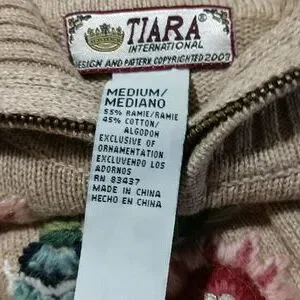 TIARA®
INTERNATIONAL
DESIGN AND PATTERN COPYRIGHTED 2003
MEDIUM/
MEDIANO
55% RAMIE/RAMIE
45% COTTON/
ALGODON
EXCLUSIVE OF
ORNAMENTATION
EXCLUYENDO LOS
ADORNOS
RN 83437
MADE IN CHINA
HECHO EN CHINA